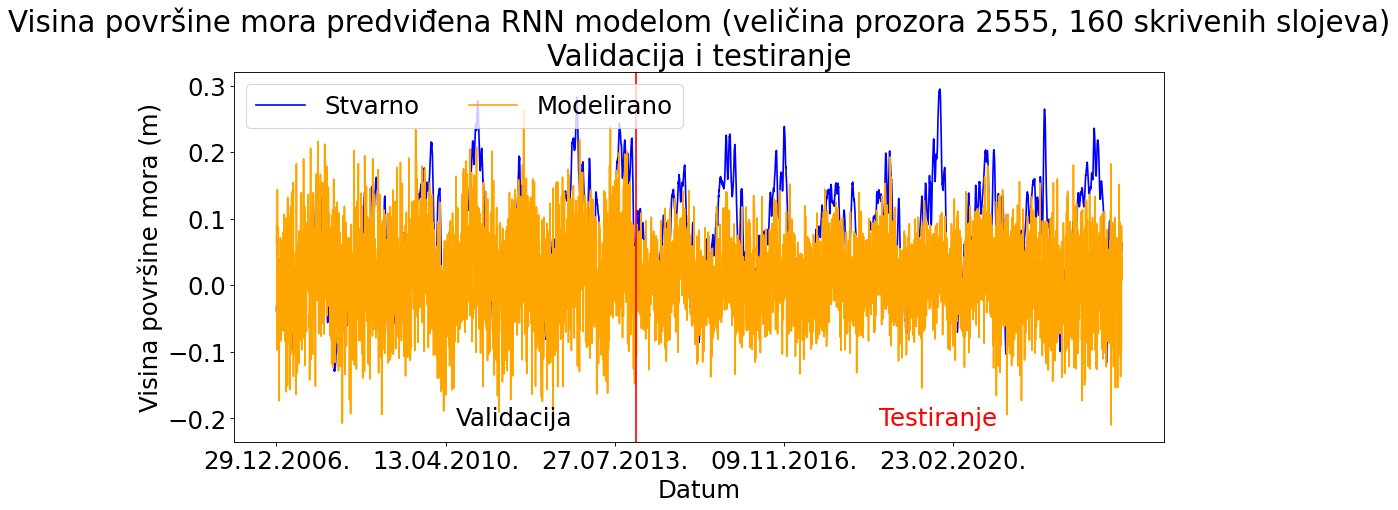 Visina površine mora predviđena RNN modelom (veličina prozora 2555, 160 skrivenih slojeva)
Validacija i testiranje
Stvarno Modelirano
Visina površine mora (m)
0.3
0.2
0.1
0.0
−0.1
−0.2
Validacija Testiranje
29.12.2006. 13.04.2010. 27.07.2013. 09.11.2016. 23.02.2020.
Datum